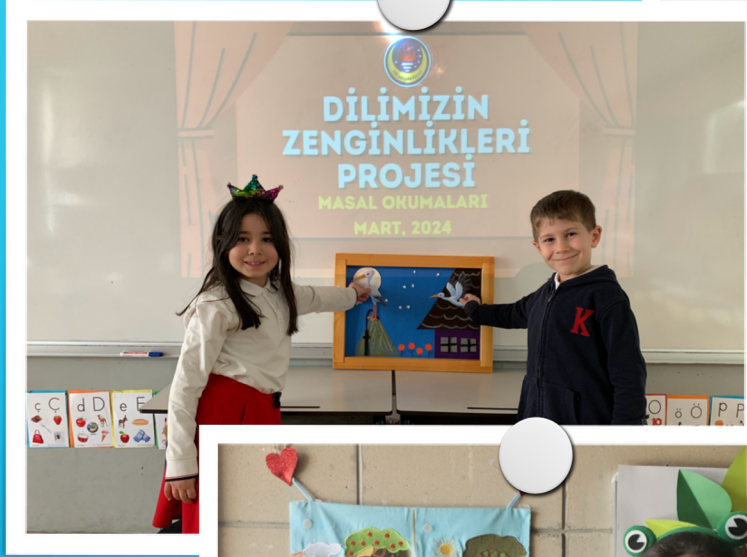 DİLİMİZİN
ZENGİNLİKLERİ
PROJESİ
MASAL OKUMALARI
MART, 2024
K
ç Ç
d D
e E
O
ö Ö
p P